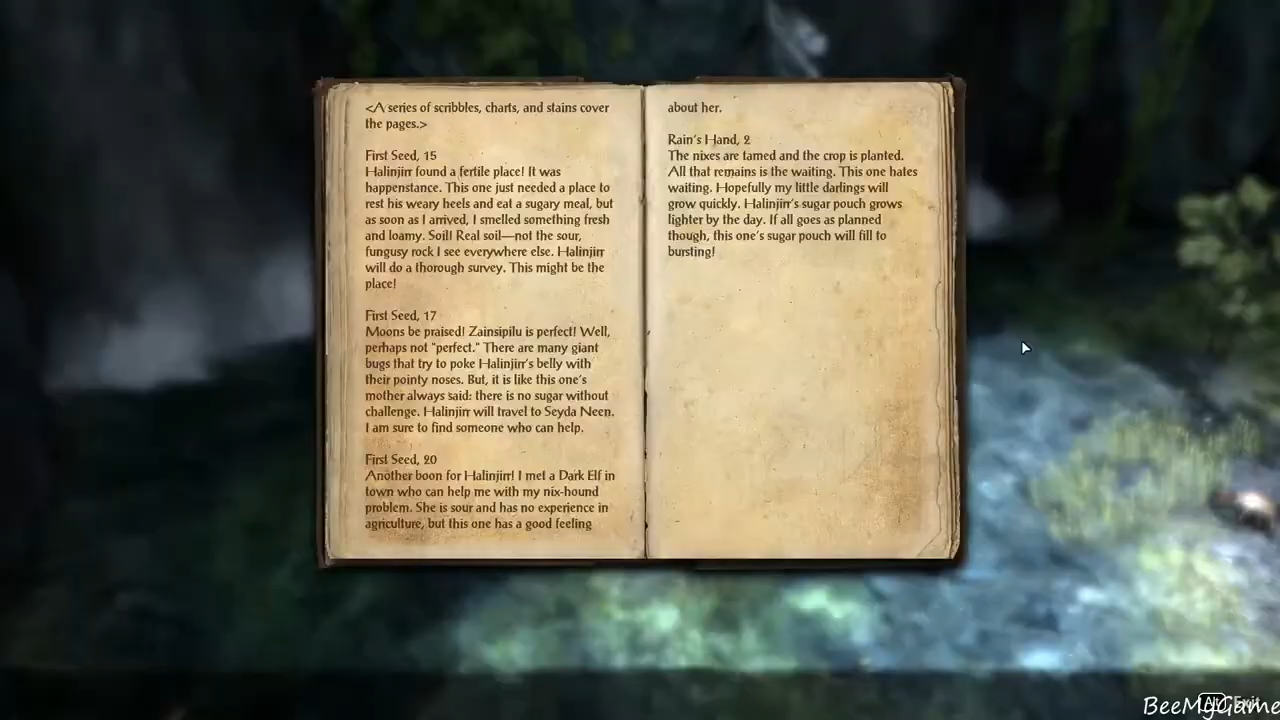 <A series of scribbles, charts, and stains cover
the pages.>
First Seed, 15
Halinjirr found a fertile place! It was
happenstance. This one just needed a place to
rest his weary heels and eat a sugary meal, but
as soon as I arrived, I smelled something fresh
and loamy. Soil! Real soil—not the sour,
fungusy rock I see everywhere else. Halinjirr
will do a thorough survey. This might be the
place!
First Seed, 17
Moons be praised! Zainsipilu is perfect! Well,
perhaps not "perfect." There are many giant
bugs that try to poke Halinjirr's belly with
their pointy noses. But, it is like this one's
mother always said: there is no sugar without
challenge. Halinjirr will travel to Seyda Neen.
I am sure to find someone who can help.
First Seed, 20
Another boon for Halinjirr! I met a Dark Elf in
town who can help me with my nix-hound
problem. She is sour and has no experience in
agriculture, but this one has a good feeling
about her.
Rain's Hand, 2
The nixes are tamed and the crop is planted.
All that remains is the waiting. This one hates
waiting. Hopefully my little darlings will
grow quickly. Halinjirr's sugar pouch grows
lighter by the day. If all goes as planned
though, this one's sugar pouch will fill to
bursting!
Alt Exit
BeeMyGame